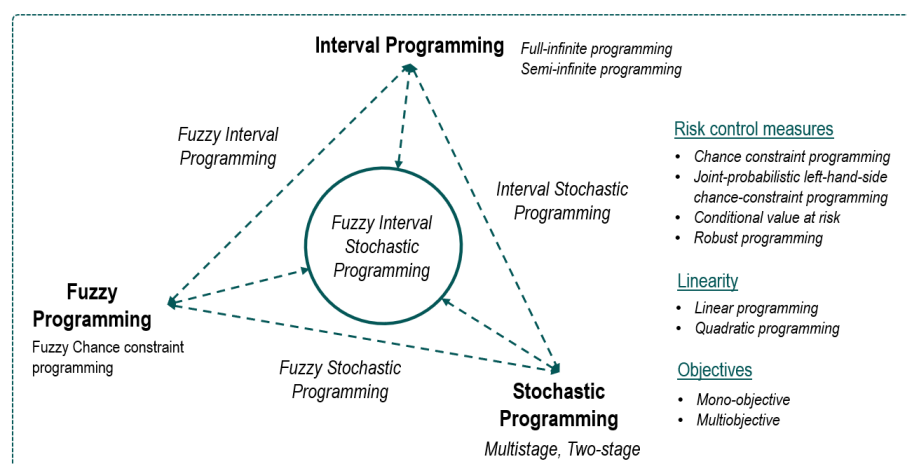 Interval Programming
Full-infinite programming
Semi-infinite programming
Fuzzy Interval
Programming
Interval Stochastic
Programming
Fuzzy Interval
Stochastic
Programming
Fuzzy
Programming
Fuzzy Chance constraint
programming
Fuzzy Stochastic
Programming
Stochastic
Programming
Multistage, Two-stage
Risk control measures
• Chance constraint programming
• Joint-probabilistic left-hand-side
chance-constraint programming
• Conditional value at risk
• Robust programming
Linearity
• Linear programming
• Quadratic programming
Objectives
• Mono-objective
• Multiobjective